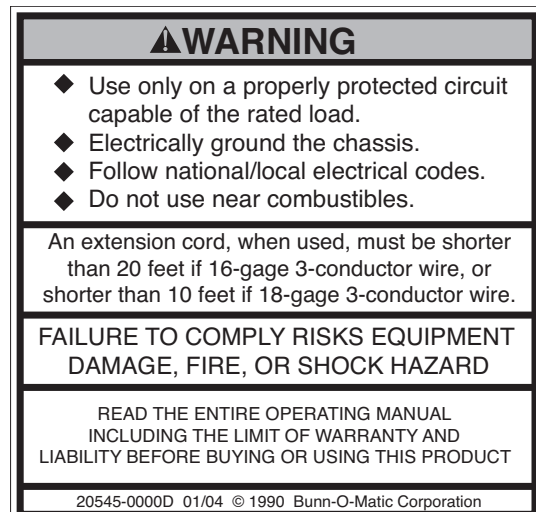 ⚠WARNING
◆ Use only on a properly protected circuit
capable of the rated load.
◆ Electrically ground the chassis.
◆ Follow national/local electrical codes.
◆ Do not use near combustibles.
An extension cord, when used, must be shorter
than 20 feet if 16-gage 3-conductor wire, or
shorter than 10 feet if 18-gage 3-conductor wire.
FAILURE TO COMPLY RISKS EQUIPMENT
DAMAGE, FIRE, OR SHOCK HAZARD
READ THE ENTIRE OPERATING MANUAL
INCLUDING THE LIMIT OF WARRANTY AND
LIABILITY BEFORE BUYING OR USING THIS PRODUCT
20545-0000D 01/04 © 1990 Bunn-O-Matic Corporation